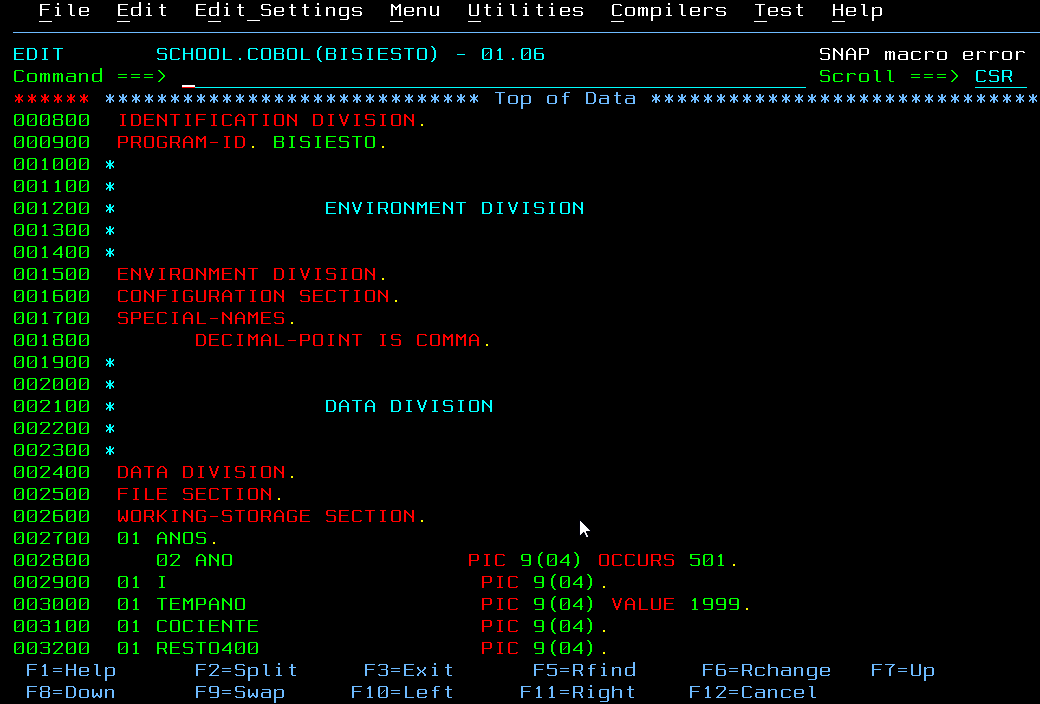 File  Edit  Edit_Settings  Menu  Utilities  Compilers  Test  Help
EDIT       SCHOOL.COBOL(BISIESTO) - 01.06                     SNAP macro error
Command ===>                                                  Scroll ===> CSR
****** ***************************** Top of Data ******************************
000800  IDENTIFICATION DIVISION.
000900  PROGRAM-ID. BISIESTO.
001000 *
001100 *
001200 *                ENVIRONMENT DIVISION
001300 *
001400 *
001500  ENVIRONMENT DIVISION.
001600  CONFIGURATION SECTION.
001700  SPECIAL-NAMES.
001800        DECIMAL-POINT IS COMMA.
001900 *
002000 *
002100 *                DATA DIVISION
002200 *
002300 *
002400  DATA DIVISION.
002500  FILE SECTION.
002600  WORKING-STORAGE SECTION.
002700  01 ANOS.
002800     02 ANO                  PIC 9(04) OCCURS 501.
002900  01 I                        PIC 9(04).
003000  01 TEMPANO                  PIC 9(04) VALUE 1999.
003100  01 COCIENTE                 PIC 9(04).
003200  01 RESTO400                 PIC 9(04).
F1=Help      F2=Split     F3=Exit      F5=Rfind     F6=Rchange   F7=Up
F8=Down      F9=Swap     F10=Left     F11=Right    F12=Cancel